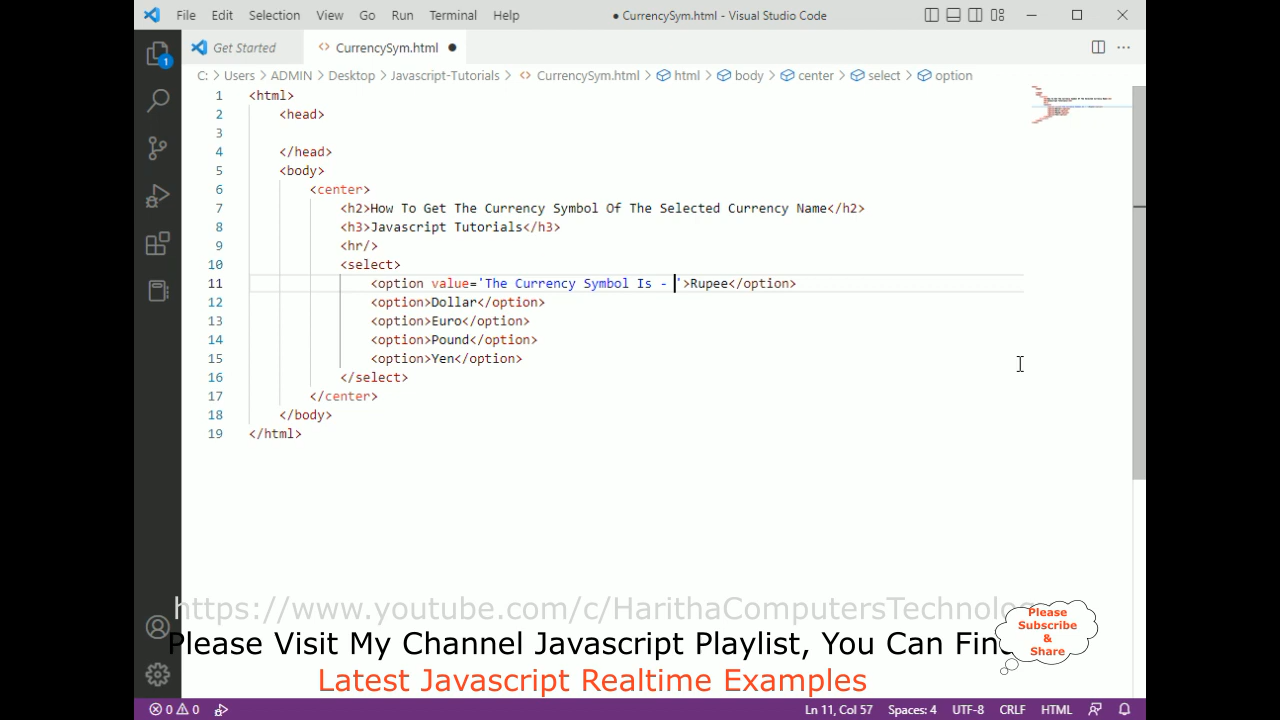 File Edit Selection View Go Run Terminal Help ● CurrencySym.html - Visual Studio Code
Get Started <> CurrencySym.html ●
C: > Users > ADMIN > Desktop > Javascript-Tutorials > <> CurrencySym.html > html > body > center > select > option
1 <html>
2 <head>
3
4 </head>
5 <body>
6 <center>
7 <h2>How To Get The Currency Symbol Of The Selected Currency Name</h2>
8 <h3>Javascript Tutorials</h3>
9 <hr/>
10 <select>
11 <option value='The Currency Symbol Is - '>Rupee</option>
12 <option>Dollar</option>
13 <option>Euro</option>
14 <option>Pound</option>
15 <option>Yen</option>
16 </select>
17 </center>
18 </body>
19 </html>
1
https://www.youtube.com/c/HarithaComputersTechnolog
Please Visit My Channel Javascript Playlist, You Can Find
Latest Javascript Realtime Examples
Please
Subscribe
&
Share
0 0 Ln 11, Col 57 Spaces: 4 UTF-8 CRLF HTML